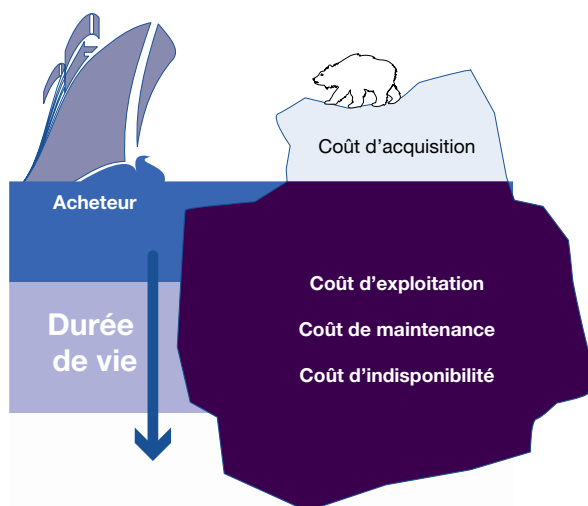 Coût d’acquisition
Acheteur
Coût d’exploitation
Durée
de vie
Coût de maintenance
Coût d’indisponibilité